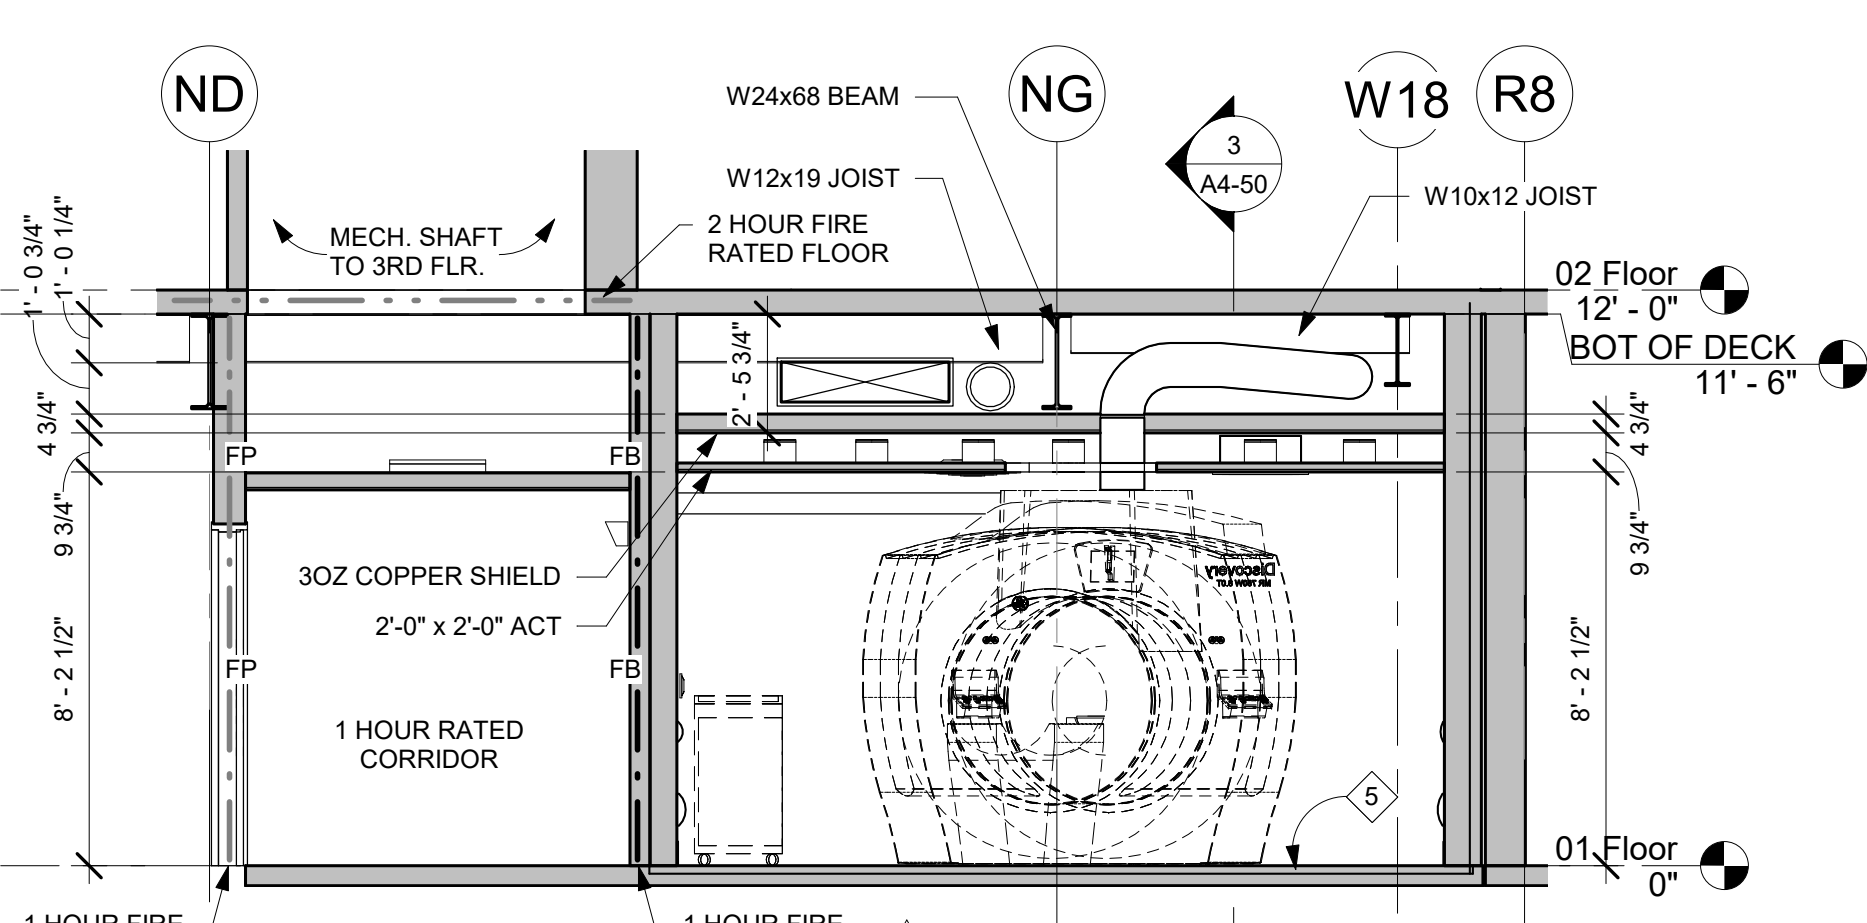 ND
NG
W18
R8
W24x68 BEAM
W12x19 JOIST
2 HOUR FIRE
RATED FLOOR
MECH. SHAFT
TO 3RD FLR.
3
A4-50
W10x12 JOIST
02 Floor
12' - 0"
BOT OF DECK
11' - 6"
1' - 0 3/4"
1' - 0 1/4"
4 3/4"
9 3/4"
8' - 2 1/2"
2' - 5 3/4"
FP
FB
3OZ COPPER SHIELD
2'-0" x 2'-0" ACT
FP
FB
1 HOUR RATED
CORRIDOR
Discovery
4 3/4"
9 3/4"
8' - 2 1/2"
5
01 Floor
0"
1 HOUR FIRE
1 HOUR FIRE